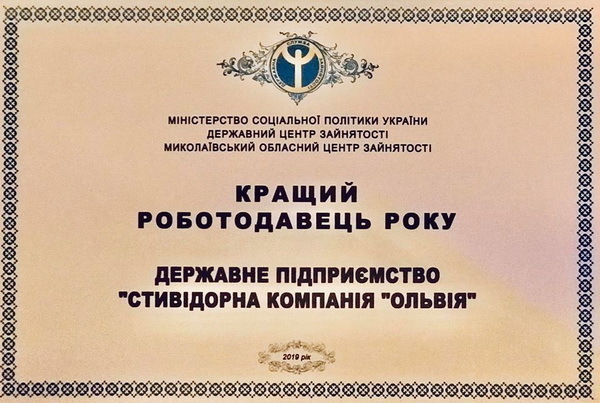 МІНІСТЕРСТВО СОЦІАЛЬНОЇ ПОЛІТИКИ УКРАЇНИ
ДЕРЖАВНИЙ ЦЕНТР ЗАЙНЯТОСТІ
МИКОЛАЇВСЬКИЙ ОБЛАСНИЙ ЦЕНТР ЗАЙНЯТОСТІ
КРАЩИЙ
РОБОТОДАВЕЦЬ РОКУ
ДЕРЖАВНЕ ПІДПРИЄМСТВО
"СТИВІДОРНА КОМПАНІЯ "ОЛЬВІЯ"
2019 рік